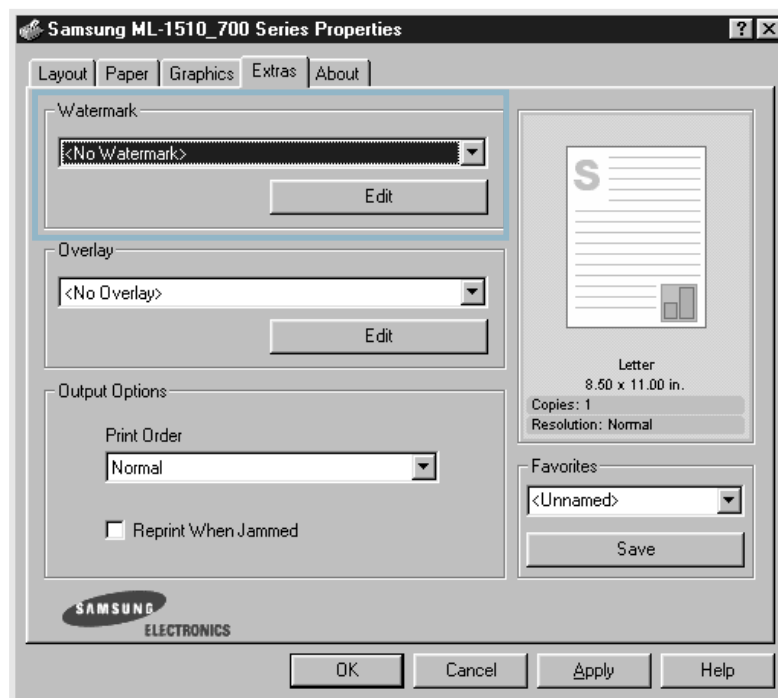 Samsung ML-1510_700 Series Properties
Layout Paper Graphics Extras About
Watermark
<No Watermark>
Edit
Overlay
<No Overlay>
Edit
Output Options
Print Order
Normal
Reprint When Jammed
S
Letter
8.50 x 11.00 in.
Copies: 1
Resolution: Normal
Favorites
<Unnamed>
Save
SAMSUNG
ELECTRONICS
OK Cancel Apply Help